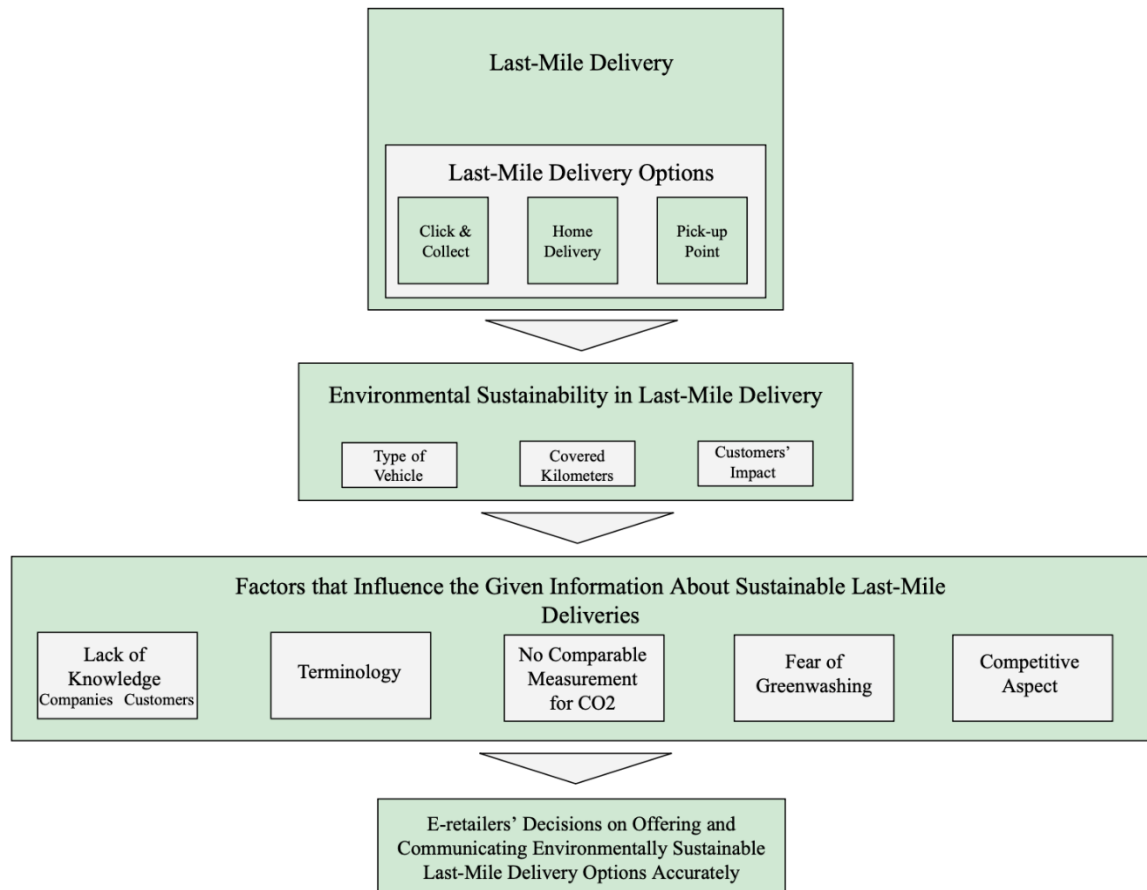 Last-Mile Delivery
Last-Mile Delivery Options
Click &
Collect
Home
Delivery
Pick-up
Point
Environmental Sustainability in Last-Mile Delivery
Type of
Vehicle
Covered
Kilometers
Customers’
Impact
Factors that Influence the Given Information About Sustainable Last-Mile
Deliveries
Lack of
Knowledge
Companies Customers
Terminology
No Comparable
Measurement
for CO2
Fear of
Greenwashing
Competitive
Aspect
E-retailers’ Decisions on Offering and
Communicating Environmentally Sustainable
Last-Mile Delivery Options Accurately